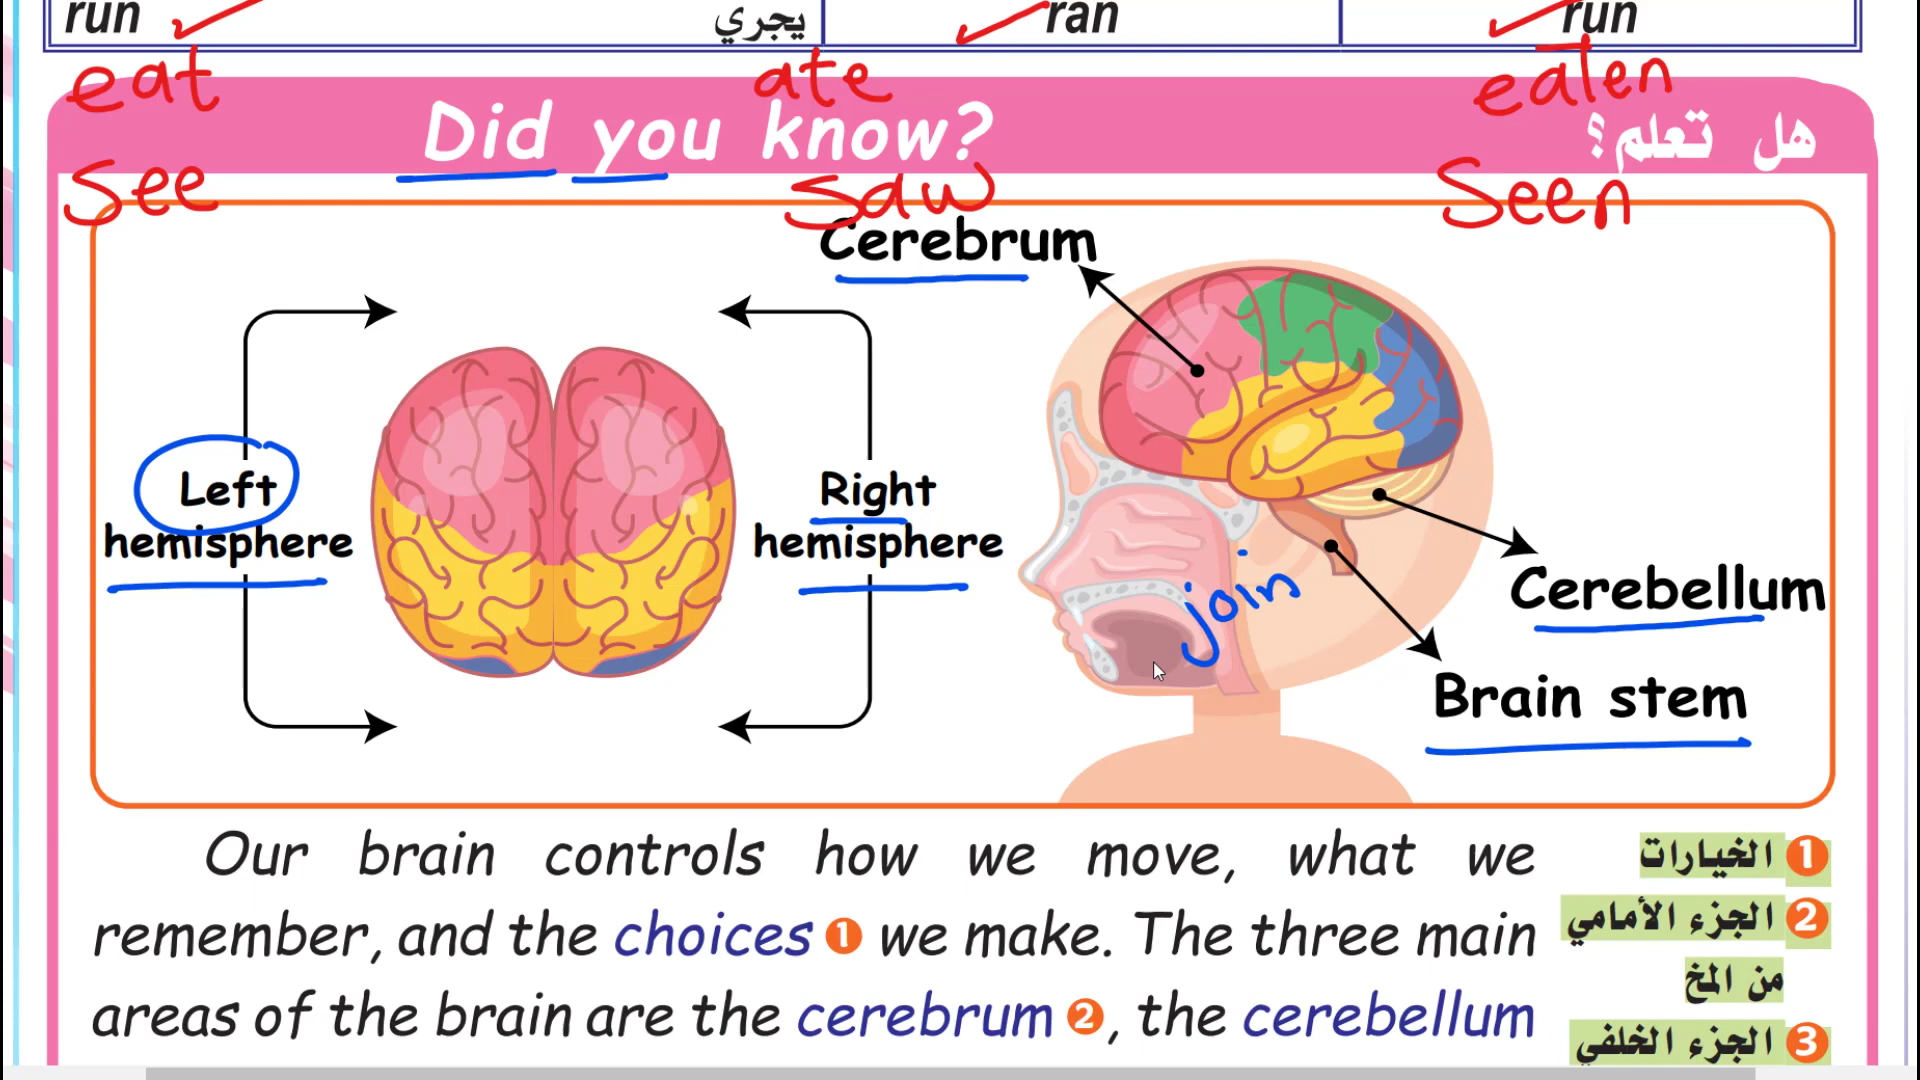 run يجري ran run
eat ate eaten
Did you know? هل تعلم؟
See Saw Seen
Cerebrum
Left hemisphere
Right hemisphere
join
Cerebellum
Brain stem
Our brain controls how we move, what we
remember, and the choices 1 we make. The three main
areas of the brain are the cerebrum 2, the cerebellum
1 الخيارات
2 الجزء الأمامي
من المخ
3 الجزء الخلفي